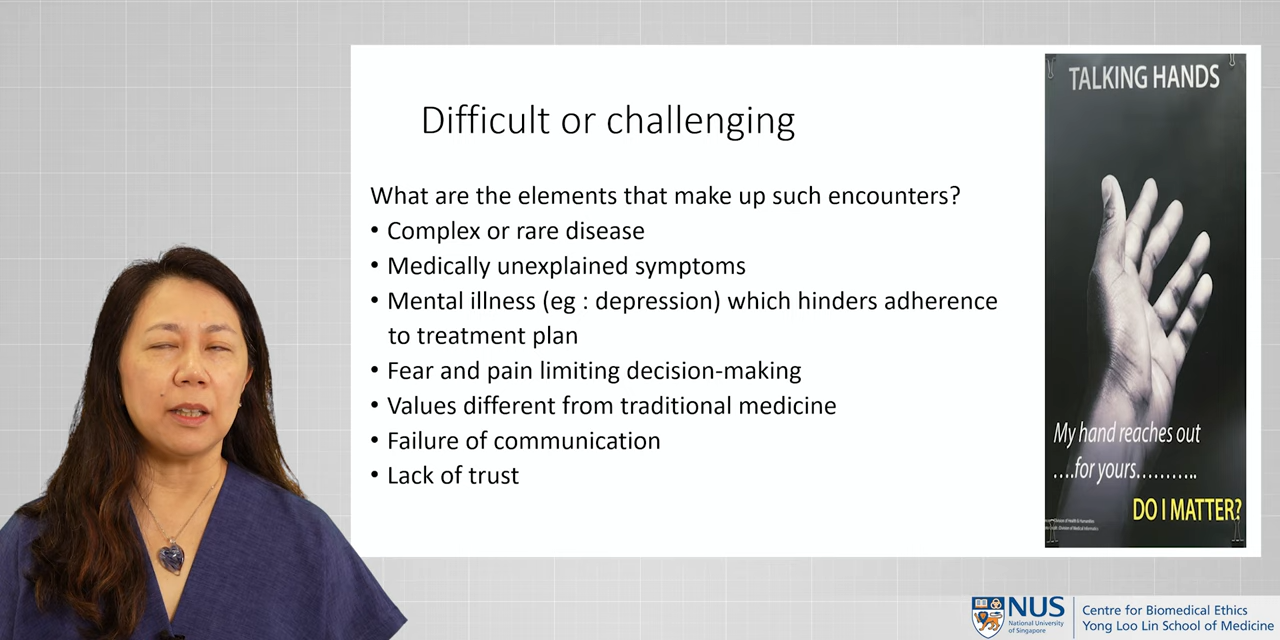 Difficult or challenging
What are the elements that make up such encounters?
• Complex or rare disease
• Medically unexplained symptoms
• Mental illness (eg : depression) which hinders adherence
to treatment plan
• Fear and pain limiting decision-making
• Values different from traditional medicine
• Failure of communication
• Lack of trust
TALKING HANDS
My hand reaches out
....for yours...........
DO I MATTER?
NUS
National University
of Singapore
Centre for Biomedical Ethics
Yong Loo Lin School of Medicine